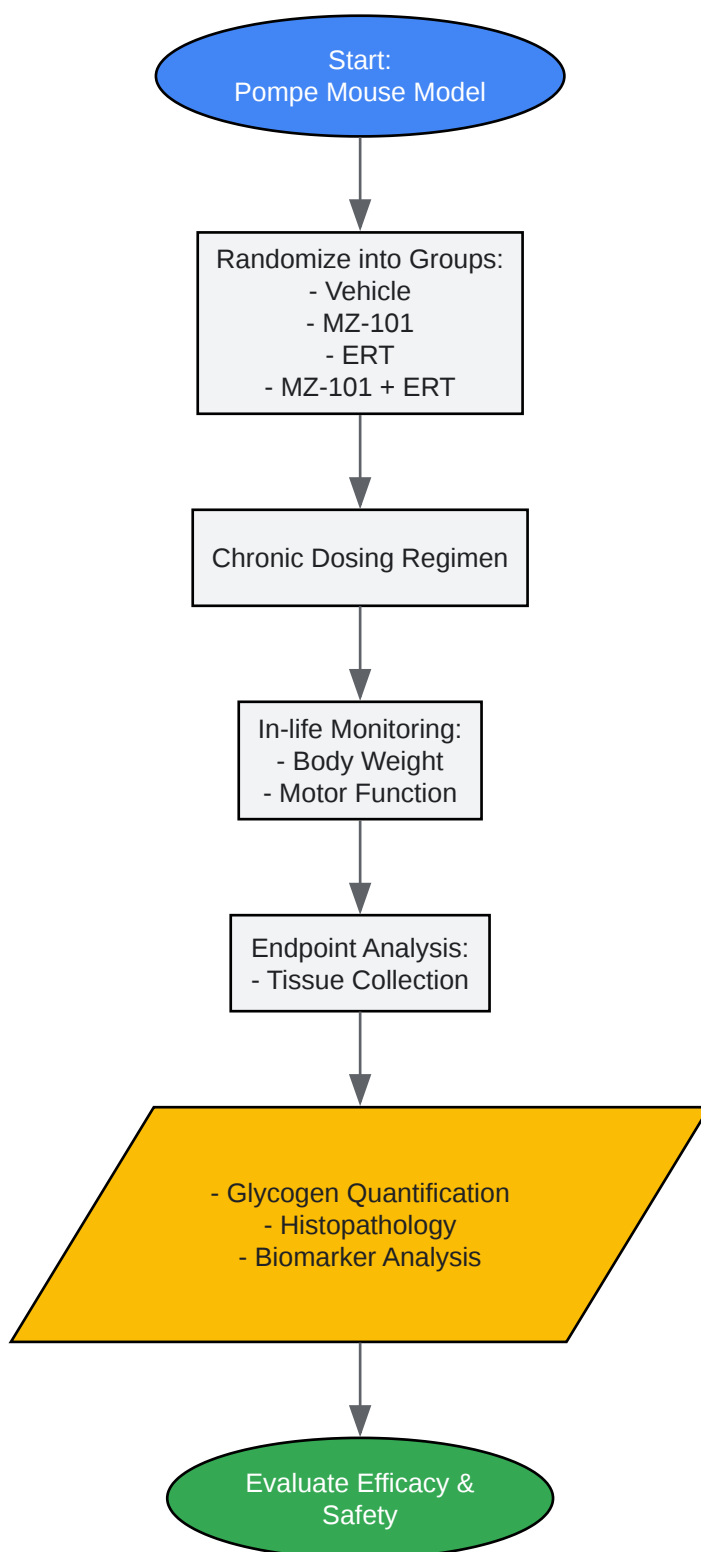 Start:
Pompe Mouse Model
Randomize into Groups:
- Vehicle
- MZ-101
- ERT
- MZ-101 + ERT
Chronic Dosing Regimen
In-life Monitoring:
- Body Weight
- Motor Function
Endpoint Analysis:
- Tissue Collection
- Glycogen Quantification
- Histopathology
- Biomarker Analysis
Evaluate Efficacy &
Safety